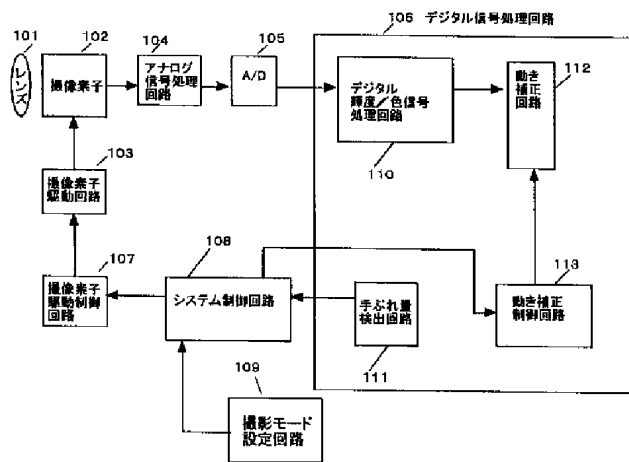 106 デジタル信号処理回路
101
レンズ
102
撮像素子
104
アナログ
信号処理
回路
105
A/D
デジタル
輝度/色信号
処理回路
110
112
動き
補正
回路
103
撮像素子
駆動回路
107
撮像素子
駆動制御
回路
108
システム制御回路
手ぶれ量
検出回路
111
113
動き補正
制御回路
109
撮影モード
設定回路